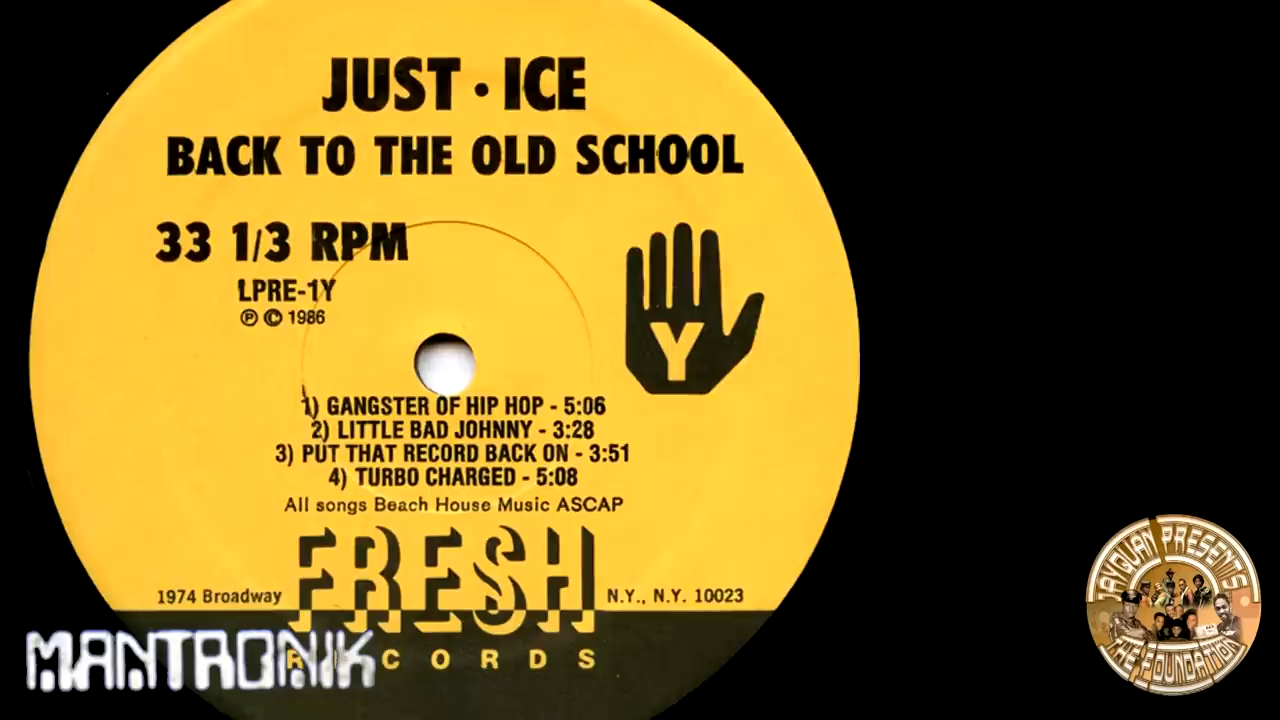 JUST · ICE
BACK TO THE OLD SCHOOL
33 1/3 RPM
LPRE-1Y
Ⓟ © 1986
Y
1) GANGSTER OF HIP HOP - 5:06
2) LITTLE BAD JOHNNY - 3:28
3) PUT THAT RECORD BACK ON - 3:51
4) TURBO CHARGED - 5:08
All songs Beach House Music ASCAP
FRESH
1974 Broadway
N.Y., N.Y. 10023
RECORDS
MANTRONIK
JAYQUAN PRESENTS
THE FOUNDATION